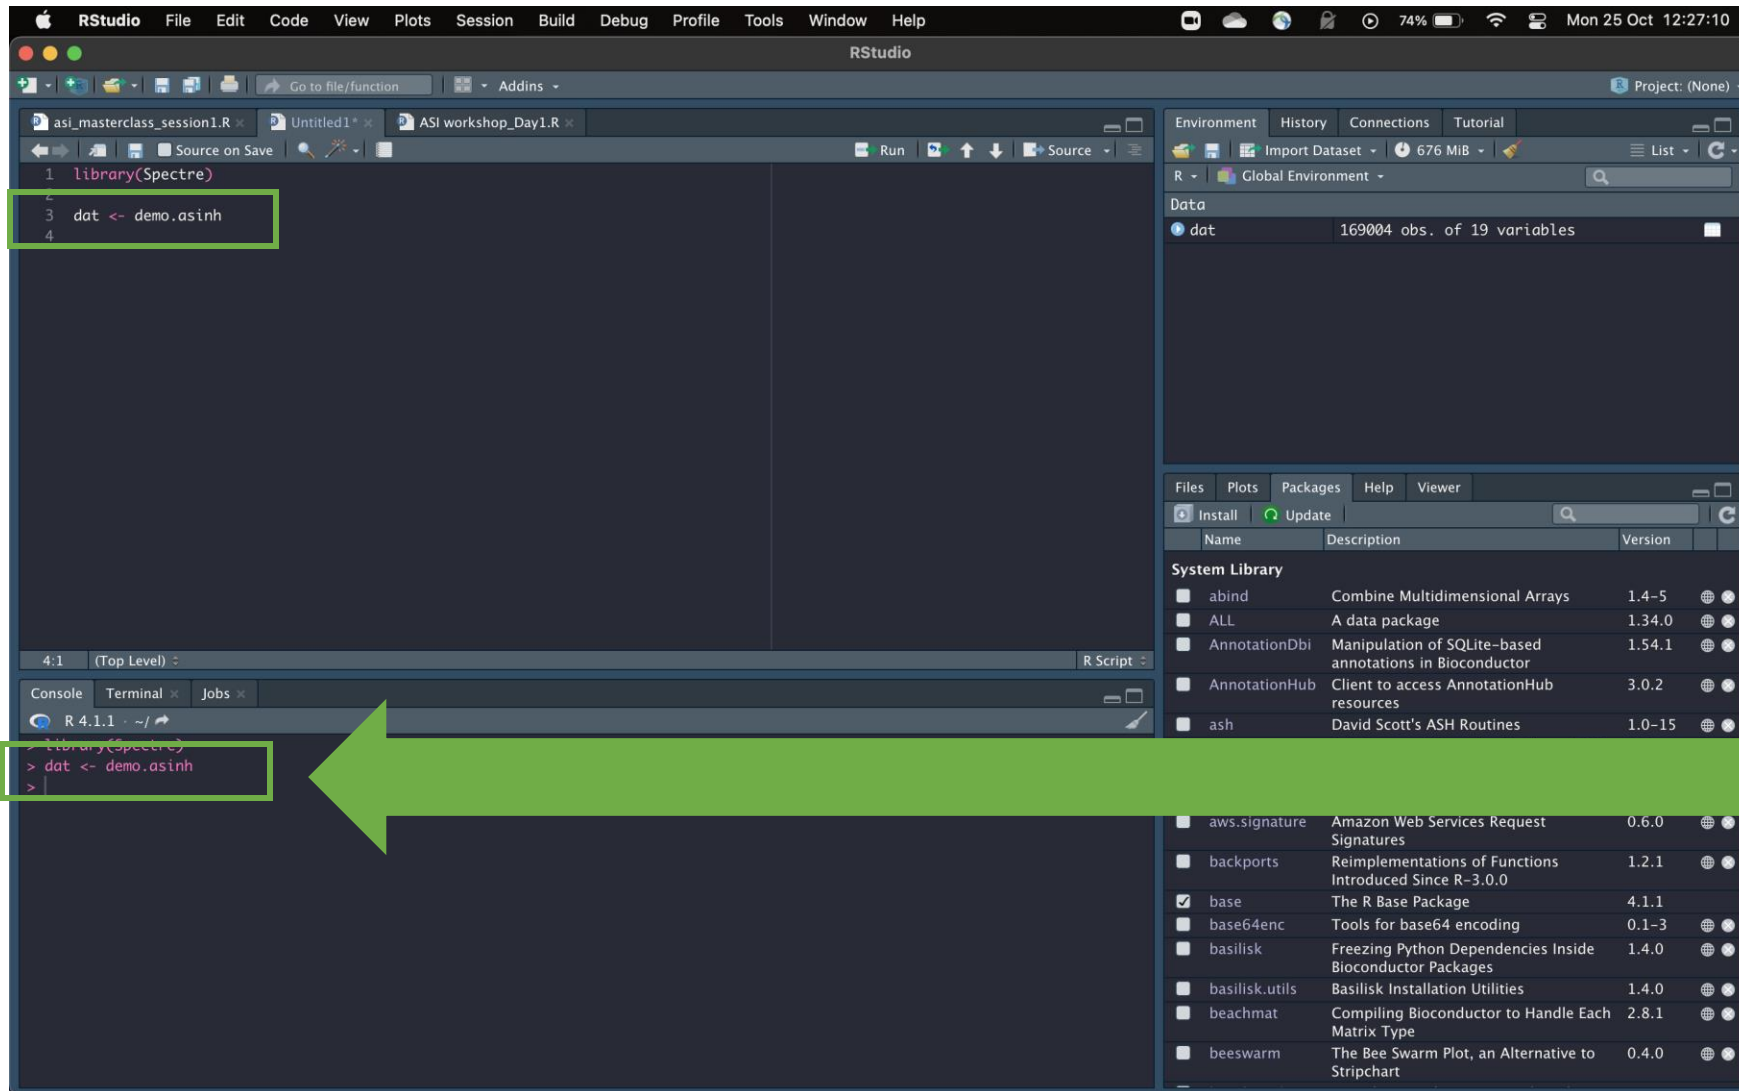 RStudio File Edit Code View Plots Session Build Debug Profile Tools Window Help 74% Mon 25 Oct 12:27:10
RStudio
Go to file/function Addins Project: (None)
asi_masterclass_session1.R Untitled1* ASI workshop_Day1.R
Source on Save Run Source
1 library(Spectre)
2
3 dat <- demo.asinh
4
4:1 (Top Level) R Script
Console Terminal Jobs
R 4.1.1 · ~/
> library(Spectre)
> dat <- demo.asinh
>
Environment History Connections Tutorial
Import Dataset 676 MiB List
R Global Environment
Data
dat 169004 obs. of 19 variables
Files Plots Packages Help Viewer
Install Update
Name Description Version
System Library
abind Combine Multidimensional Arrays 1.4-5
ALL A data package 1.34.0
AnnotationDbi Manipulation of SQLite-based 1.54.1
annotations in Bioconductor
AnnotationHub Client to access AnnotationHub 3.0.2
resources
ash David Scott's ASH Routines 1.0-15
aws.signature Amazon Web Services Request 0.6.0
Signatures
backports Reimplementations of Functions 1.2.1
Introduced Since R-3.0.0
base The R Base Package 4.1.1
base64enc Tools for base64 encoding 0.1-3
basilisk Freezing Python Dependencies Inside 1.4.0
Bioconductor Packages
basilisk.utils Basilisk Installation Utilities 1.4.0
beachmat Compiling Bioconductor to Handle Each 2.8.1
Matrix Type
beeswarm The Bee Swarm Plot, an Alternative to 0.4.0
Stripchart